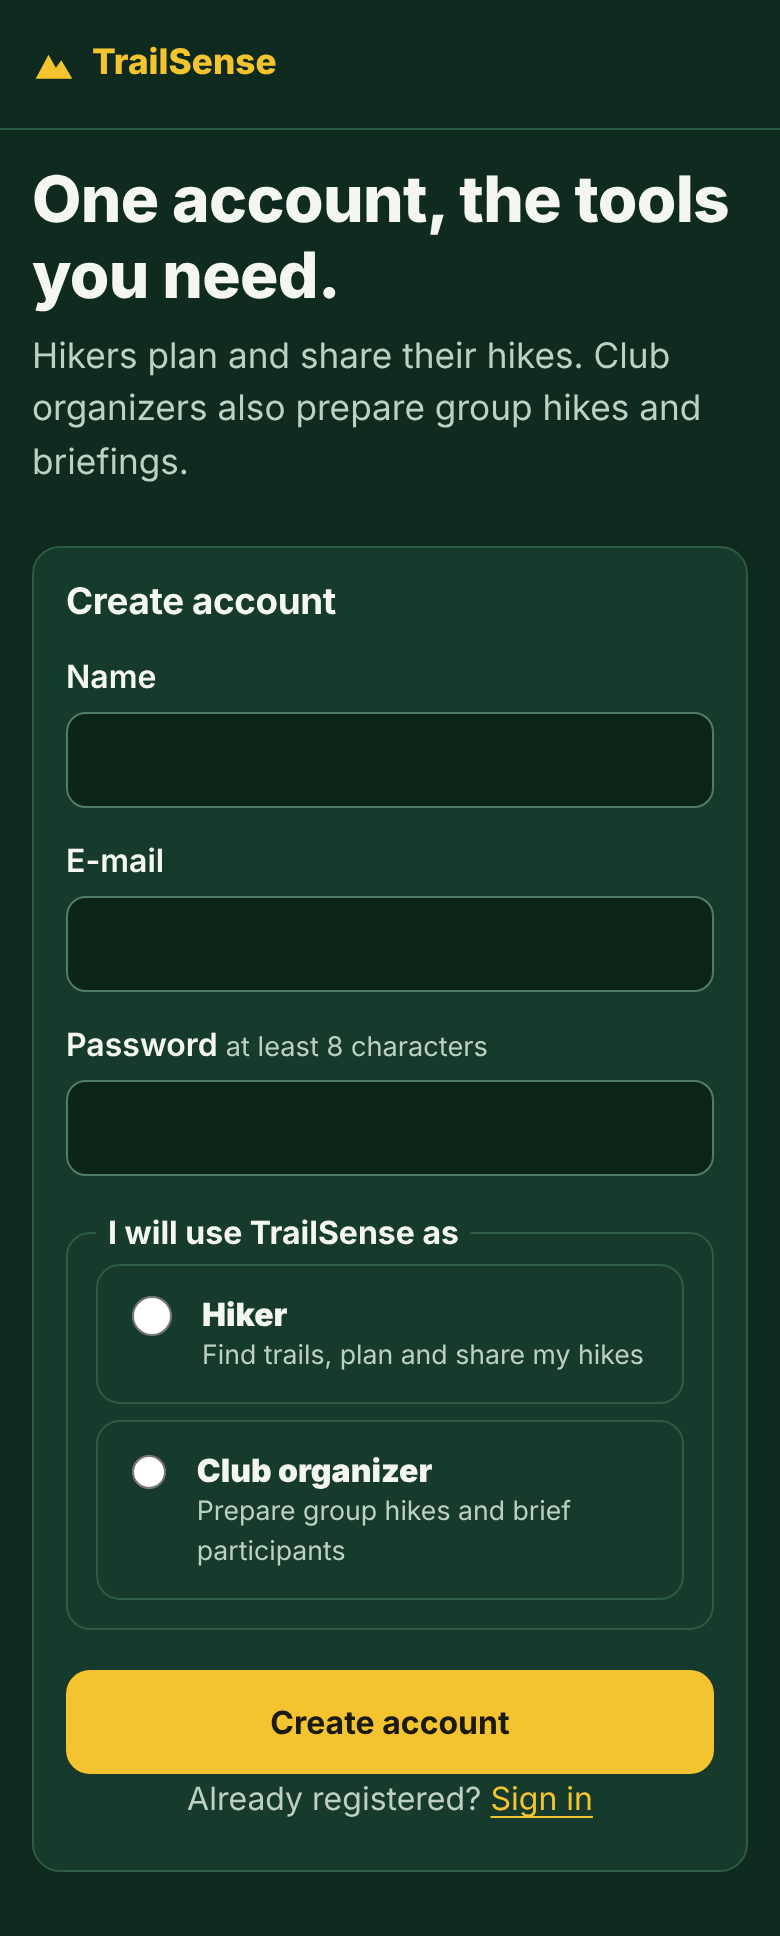 TrailSense
One account, the tools
you need.
Hikers plan and share their hikes. Club
organizers also prepare group hikes and
briefings.
Create account
Name
E-mail
Password at least 8 characters
I will use TrailSense as
Hiker
Find trails, plan and share my hikes
Club organizer
Prepare group hikes and brief
participants
Create account
Already registered? Sign in